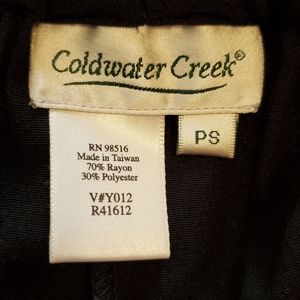 Coldwater Creek®
PS
RN 98516
Made in Taiwan
70% Rayon
30% Polyester
V#Y012
R41612